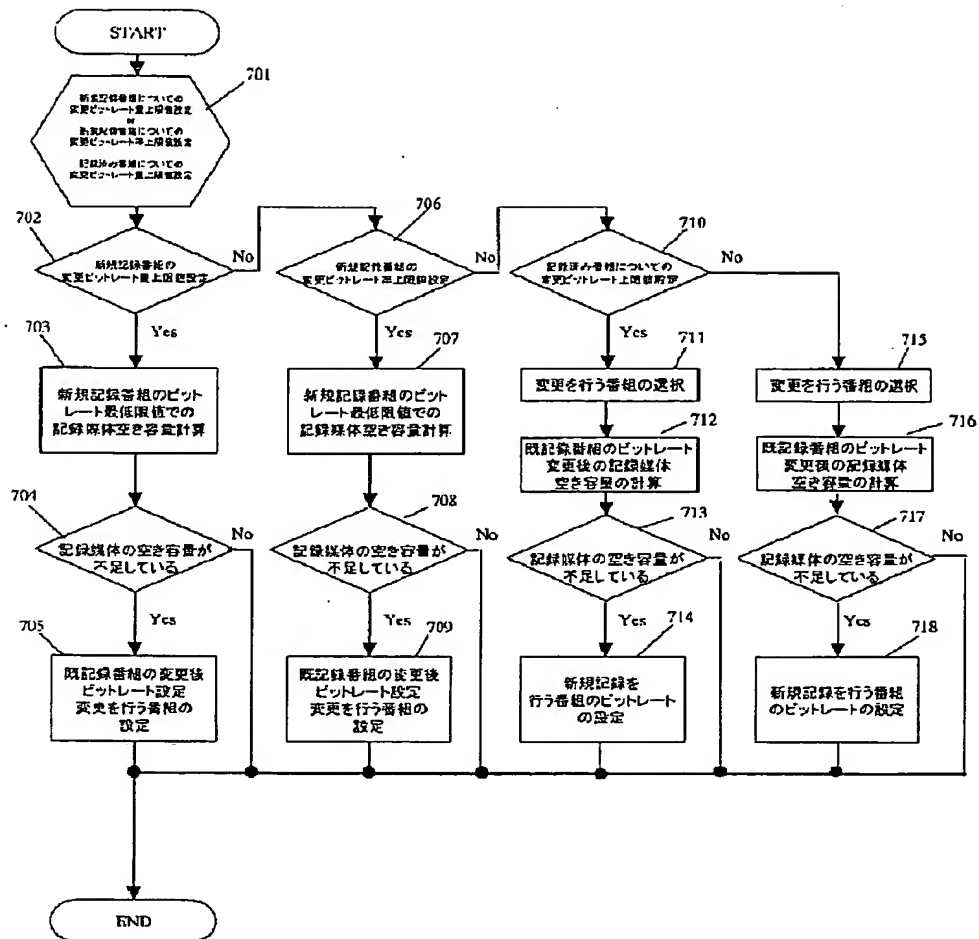 START
701
新規記録番組についての
変更ビットレート量上限値設定
or
新規記録番組についての
変更ビットレート率上限値設定
記録済み番組についての
変更ビットレート量上限値設定
702
新規記録番組の
変更ビットレート量上限値設定
No
Yes
703
新規記録番組のビット
レート最低限値での
記録媒体空き容量計算
704
記録媒体の空き容量が
不足している
No
Yes
705
既記録番組の変更後
ビットレート設定
変更を行う番組の
設定
706
新規記録番組の
変更ビットレート率上限値設定
No
Yes
707
新規記録番組のビット
レート最低限値での
記録媒体空き容量計算
708
記録媒体の空き容量が
不足している
No
Yes
709
既記録番組の変更後
ビットレート設定
変更を行う番組の
設定
710
記録済み番組についての
変更ビットレート上限値設定
No
Yes
711
変更を行う番組の選択
712
既記録番組のビットレート
変更後の記録媒体
空き容量の計算
713
記録媒体の空き容量が
不足している
No
Yes
714
新規記録を
行う番組のビットレート
の設定
715
変更を行う番組の選択
716
既記録番組のビットレート
変更後の記録媒体
空き容量の計算
717
記録媒体の空き容量が
不足している
No
Yes
718
新規記録を行う番組
のビットレートの設定
END